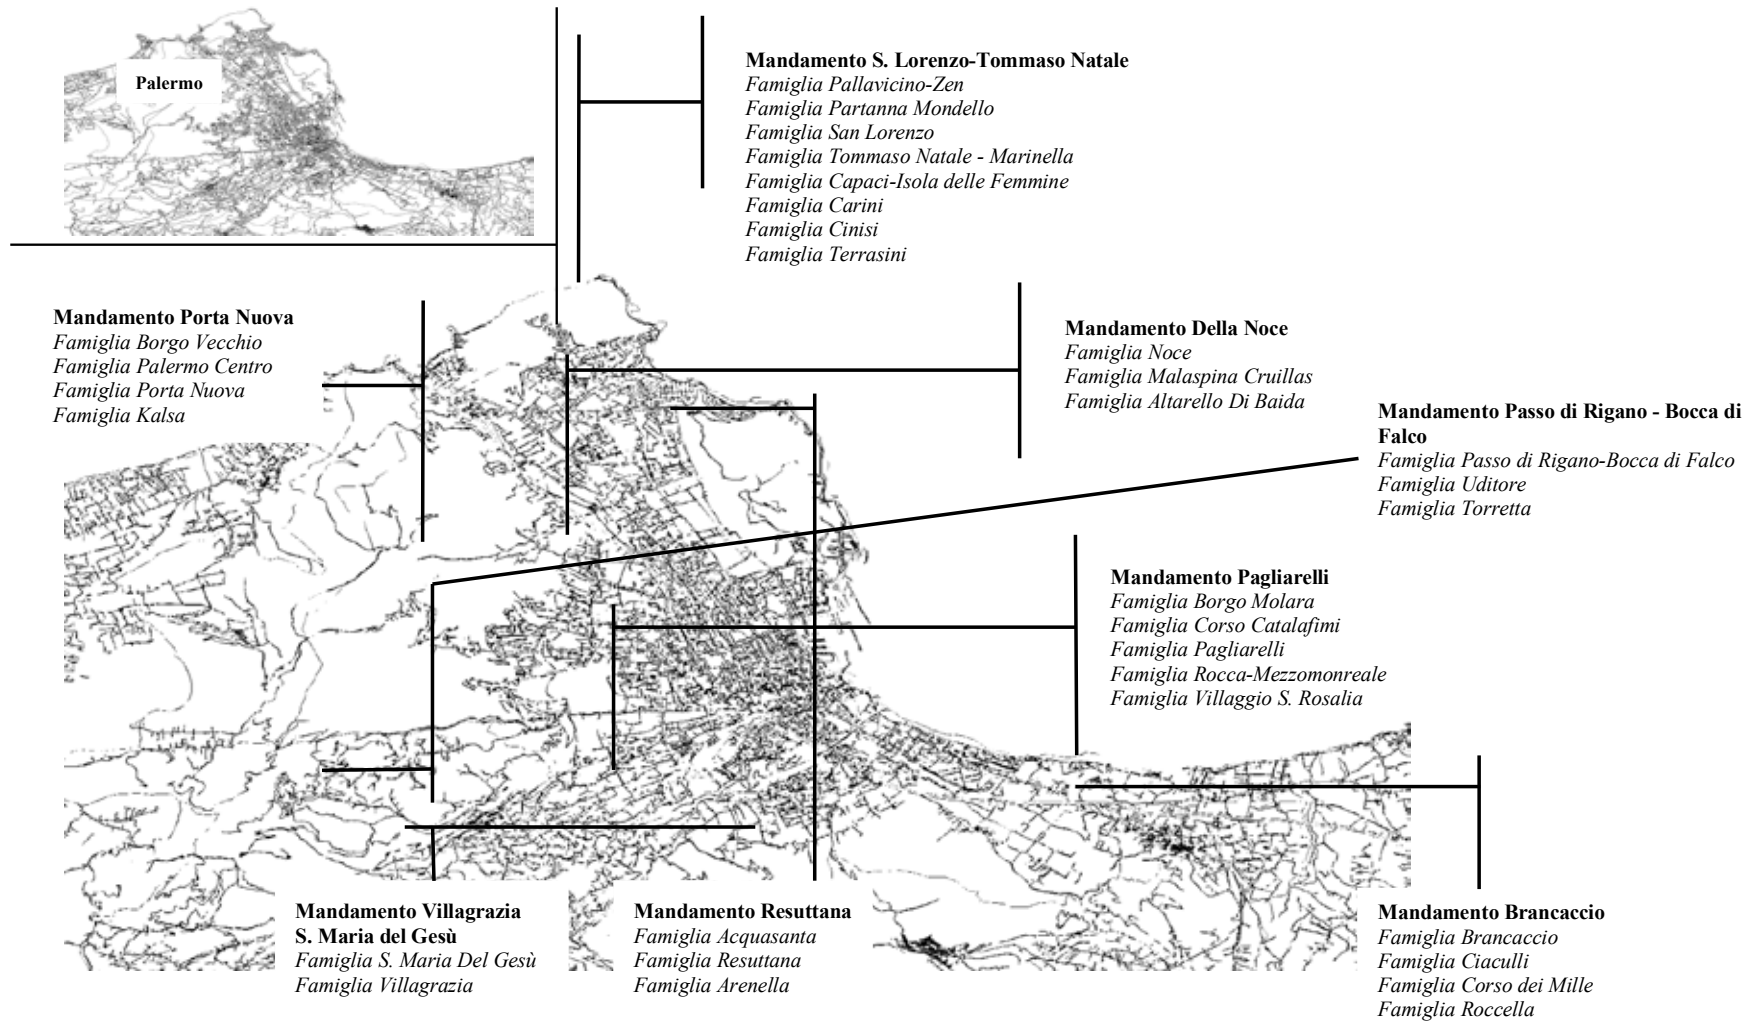 Palermo
Mandamento S. Lorenzo-Tommaso Natale
Famiglia Pallavicino-Zen
Famiglia Partanna Mondello
Famiglia San Lorenzo
Famiglia Tommaso Natale - Marinella
Famiglia Capaci-Isola delle Femmine
Famiglia Carini
Famiglia Cinisi
Famiglia Terrasini
Mandamento Porta Nuova
Famiglia Borgo Vecchio
Famiglia Palermo Centro
Famiglia Porta Nuova
Famiglia Kalsa
Mandamento Della Noce
Famiglia Noce
Famiglia Malaspina Cruillas
Famiglia Altarello Di Baida
Mandamento Passo di Rigano - Bocca di
Falco
Famiglia Passo di Rigano-Bocca di Falco
Famiglia Uditore
Famiglia Torretta
Mandamento Pagliarelli
Famiglia Borgo Molara
Famiglia Corso Catalafimi
Famiglia Pagliarelli
Famiglia Rocca-Mezzomonreale
Famiglia Villaggio S. Rosalia
Mandamento Villagrazia
S. Maria del Gesù
Famiglia S. Maria Del Gesù
Famiglia Villagrazia
Mandamento Resuttana
Famiglia Acquasanta
Famiglia Resuttana
Famiglia Arenella
Mandamento Brancaccio
Famiglia Brancaccio
Famiglia Ciaculli
Famiglia Corso dei Mille
Famiglia Roccella